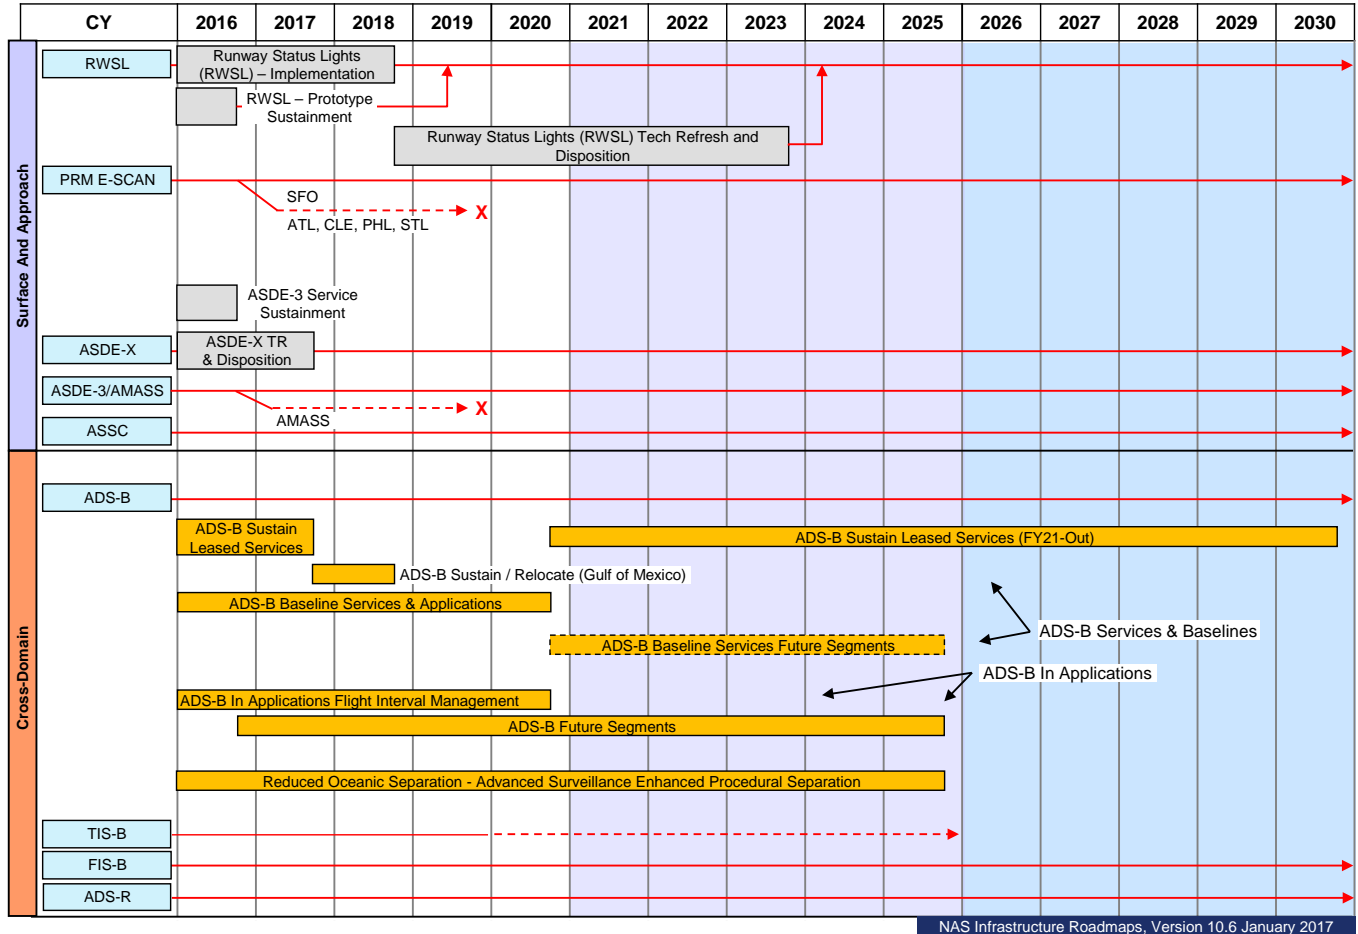 CY 2016 2017 2018 2019 2020 2021 2022 2023 2024 2025 2026 2027 2028 2029 2030
Surface And Approach
RWSL
Runway Status Lights
(RWSL) – Implementation
RWSL – Prototype
Sustainment
Runway Status Lights (RWSL) Tech Refresh and
Disposition
PRM E-SCAN
SFO
X
ATL, CLE, PHL, STL
ASDE-3 Service
Sustainment
ASDE-X
ASDE-X TR
& Disposition
ASDE-3/AMASS
X
AMASS
ASSC
Cross-Domain
ADS-B
ADS-B Sustain
Leased Services
ADS-B Sustain Leased Services (FY21-Out)
ADS-B Sustain / Relocate (Gulf of Mexico)
ADS-B Baseline Services & Applications
ADS-B Services & Baselines
ADS-B Baseline Services Future Segments
ADS-B In Applications
ADS-B In Applications Flight Interval Management
ADS-B Future Segments
Reduced Oceanic Separation - Advanced Surveillance Enhanced Procedural Separation
TIS-B
FIS-B
ADS-R
NAS Infrastructure Roadmaps, Version 10.6 January 2017